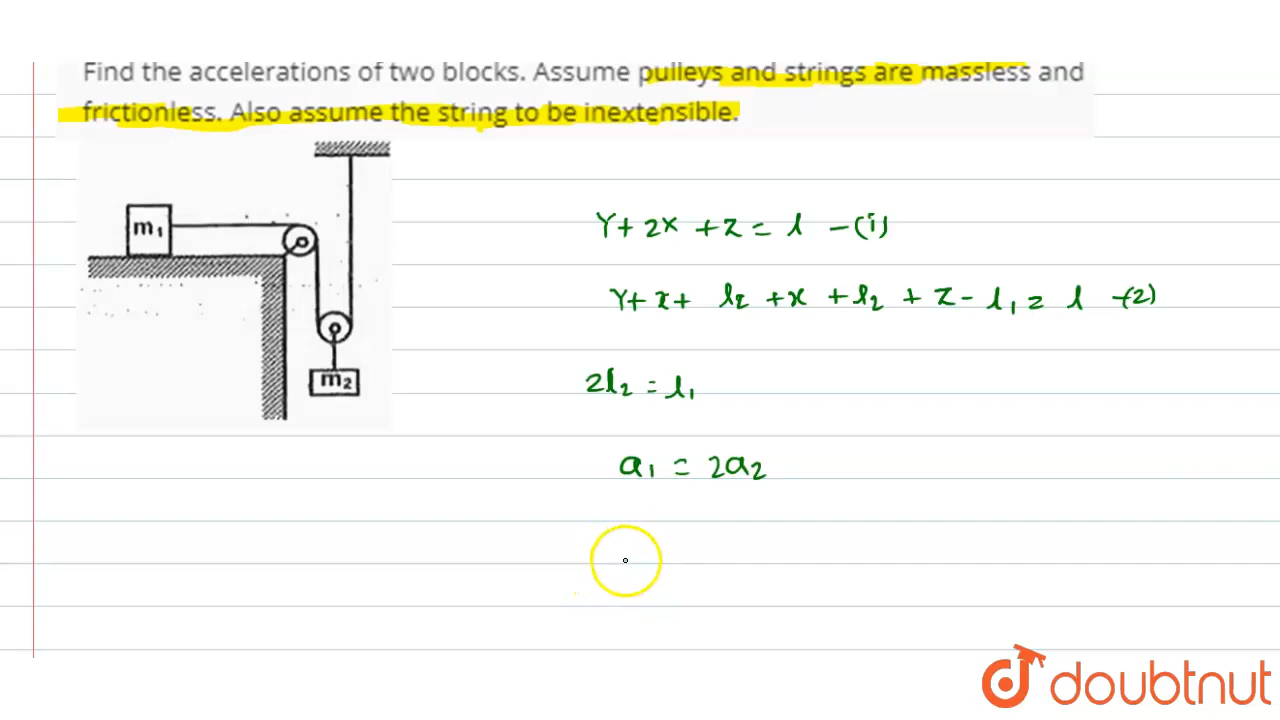 Find the accelerations of two blocks. Assume pulleys and strings are massless and
frictionless. Also assume the string to be inextensible.
m₁
m₂
Y + 2x + z = l - (i)
Y + x + l₂ + x + l₂ + z - l₁ = l -(2)
2l₂ = l₁
a₁ = 2a₂
doubtnut